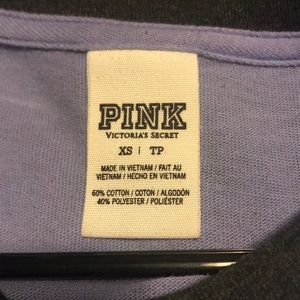 PINK
VICTORIA'S SECRET
XS | TP
MADE IN VIETNAM / FAIT AU
VIETNAM / HECHO EN VIETNAM
60% COTTON / COTON / ALGODÓN
40% POLYESTER / POLIÉSTER